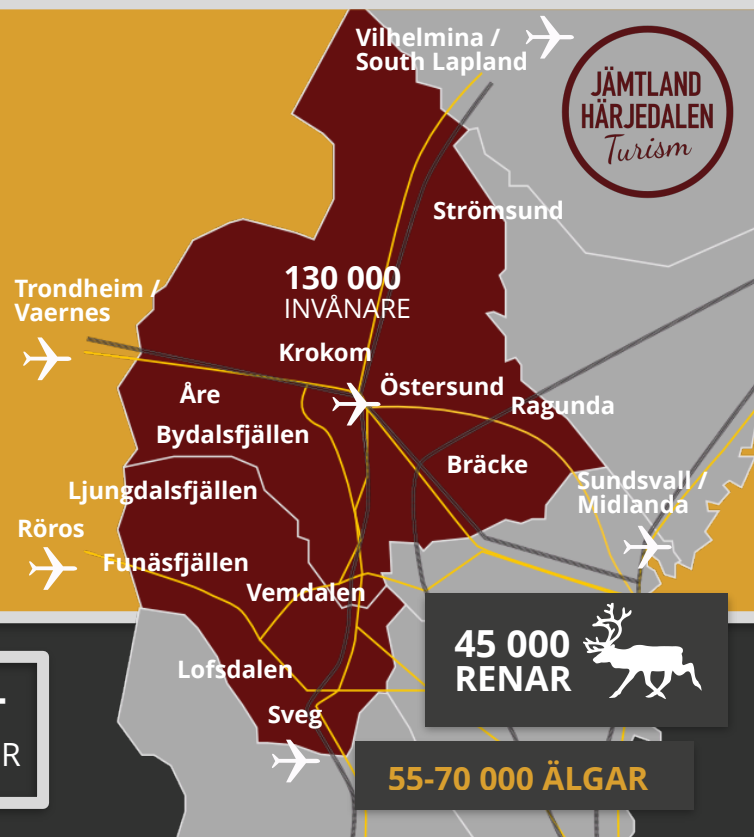 Vilhelmina /
South Lapland
JÄMTLAND
HÄRJEDALEN
Turism
Strömsund
130 000
INVÅNARE
Trondheim /
Vaernes
Krokom
Åre
Östersund
Ragunda
Bydalsfjällen
Bräcke
Ljungdalsfjällen
Sundsvall /
Midlanda
Röros
Funäsfjällen
Vemdalen
45 000
RENAR
Lofsdalen
Sveg
R
55-70 000 ÄLGAR